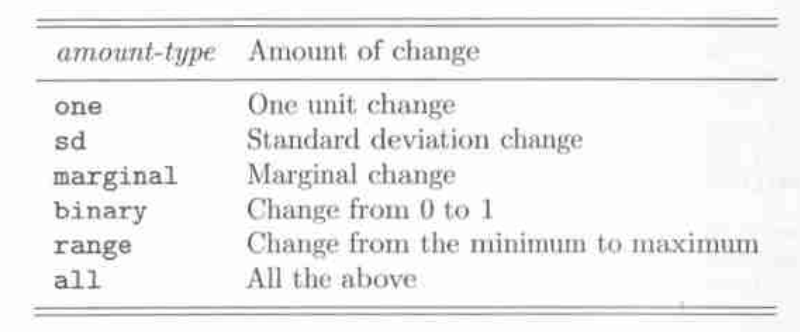 amount-type Amount of change
one One unit change
sd Standard deviation change
marginal Marginal change
binary Change from 0 to 1
range Change from the minimum to maximum
all All the above